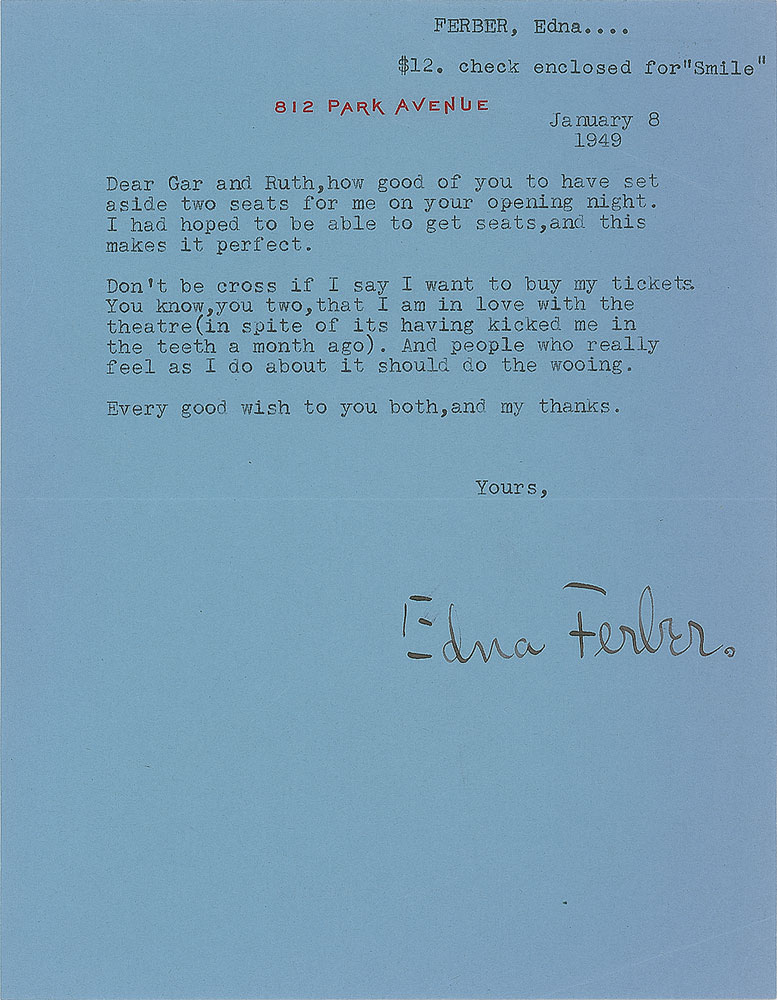 FERBER, Edna....
$12. check enclosed for"Smile"
812 PARK AVENUE
January 8
1949
Dear Gar and Ruth,how good of you to have set
aside two seats for me on your opening night.
I had hoped to be able to get seats,and this
makes it perfect.
Don't be cross if I say I want to buy my tickets.
You know,you two,that I am in love with the
theatre(in spite of its having kicked me in
the teeth a month ago). And people who really
feel as I do about it should do the wooing.
Every good wish to you both,and my thanks.
Yours,
Edna Ferber.